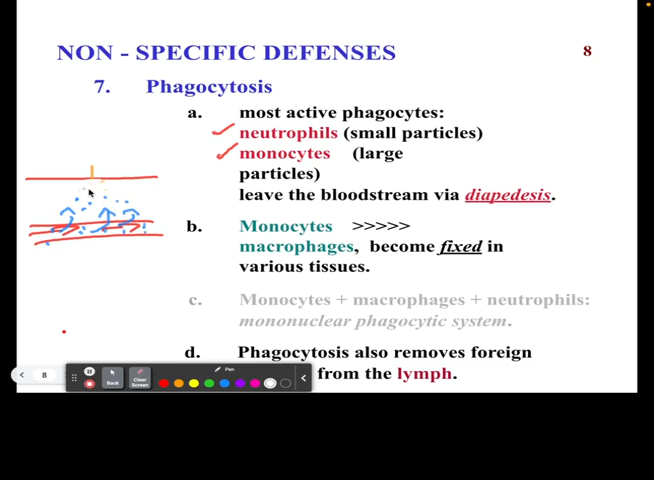 NON - SPECIFIC DEFENSES
8
7. Phagocytosis
a. most active phagocytes:
neutrophils (small particles)
monocytes (large
particles)
leave the bloodstream via diapedesis.
b. Monocytes >>>>>
macrophages, become fixed in
various tissues.
c. Monocytes + macrophages + neutrophils:
mononuclear phagocytic system.
d. Phagocytosis also removes foreign
from the lymph.
< 8
Pen
Back
Clear
Screen
<